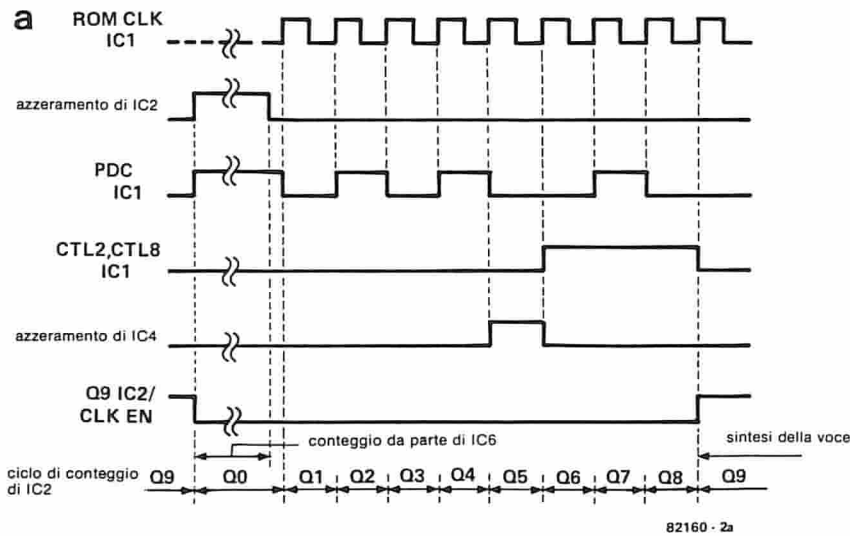 a
ROM CLK
IC1
azzeramento di IC2
PDC
IC1
CTL2,CTL8
IC1
azzeramento di IC4
Q9 IC2/
CLK EN
conteggio da parte di IC6
sintesi della voce
ciclo di conteggio
di IC2
Q9 Q0 Q1 Q2 Q3 Q4 Q5 Q6 Q7 Q8 Q9
82160 - 2a